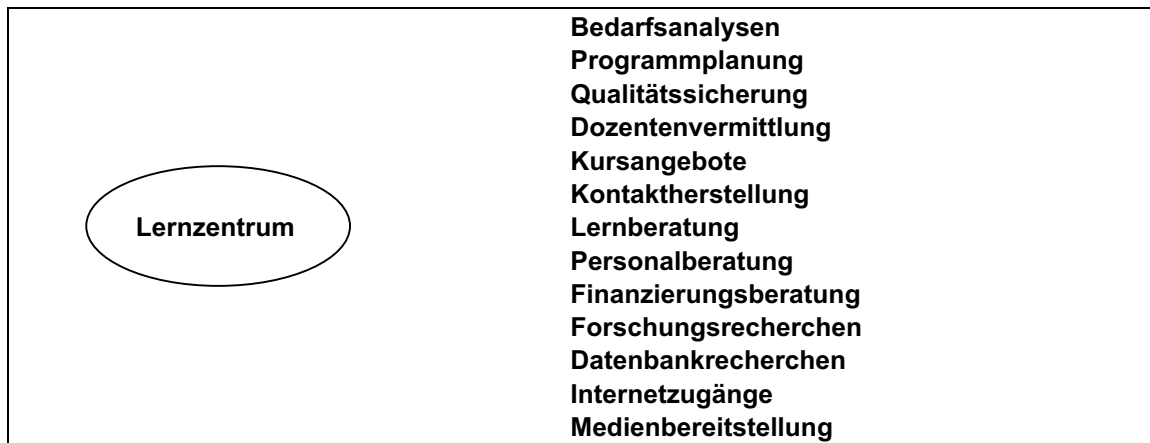 Bedarfsanalysen
Programmplanung
Qualitätssicherung
Dozentenvermittlung
Kursangebote
Kontaktherstellung
Lernzentrum
Lernberatung
Personalberatung
Finanzierungsberatung
Forschungsrecherchen
Datenbankrecherchen
Internetzugänge
Medienbereitstellung